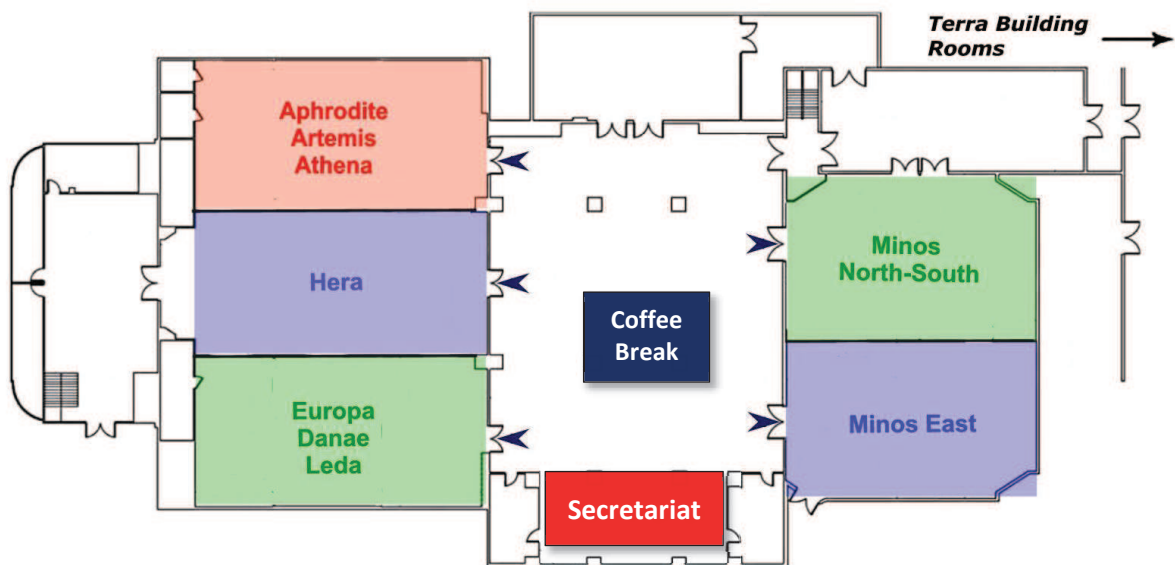 Terra Building
Rooms
Aphrodite
Artemis
Athena
Hera
Europa
Danae
Leda
Coffee
Break
Minos
North-South
Minos East
Secretariat